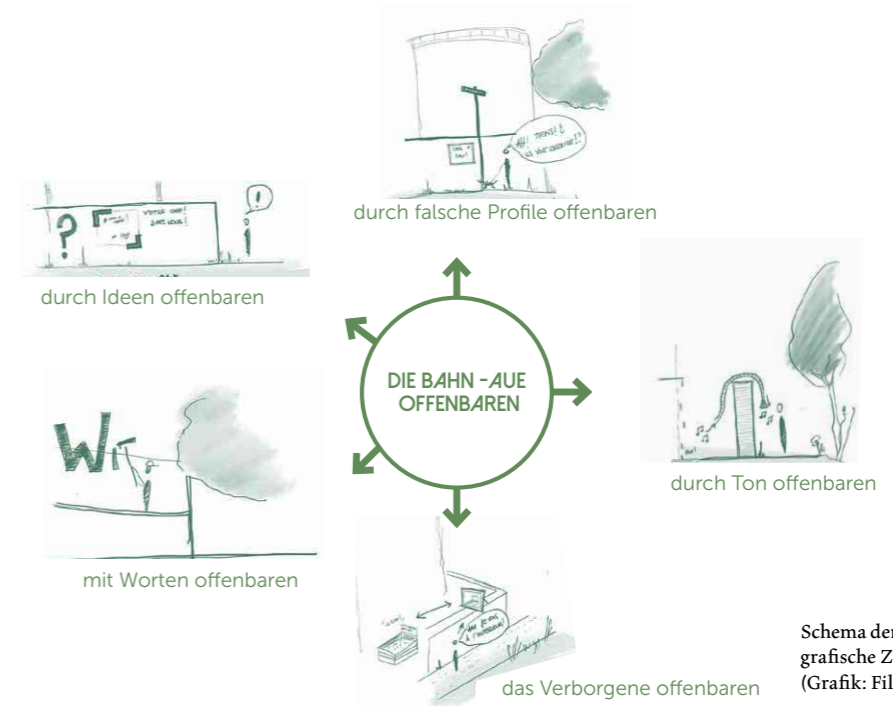 durch falsche Profile offenbaren
?
!
durch Ideen offenbaren
DIE BAHN -AUE
OFFENBAREN
durch Ton offenbaren
Wir
mit Worten offenbaren
das Verborgene offenbaren
Schema der
grafische Z
(Grafik: Fil